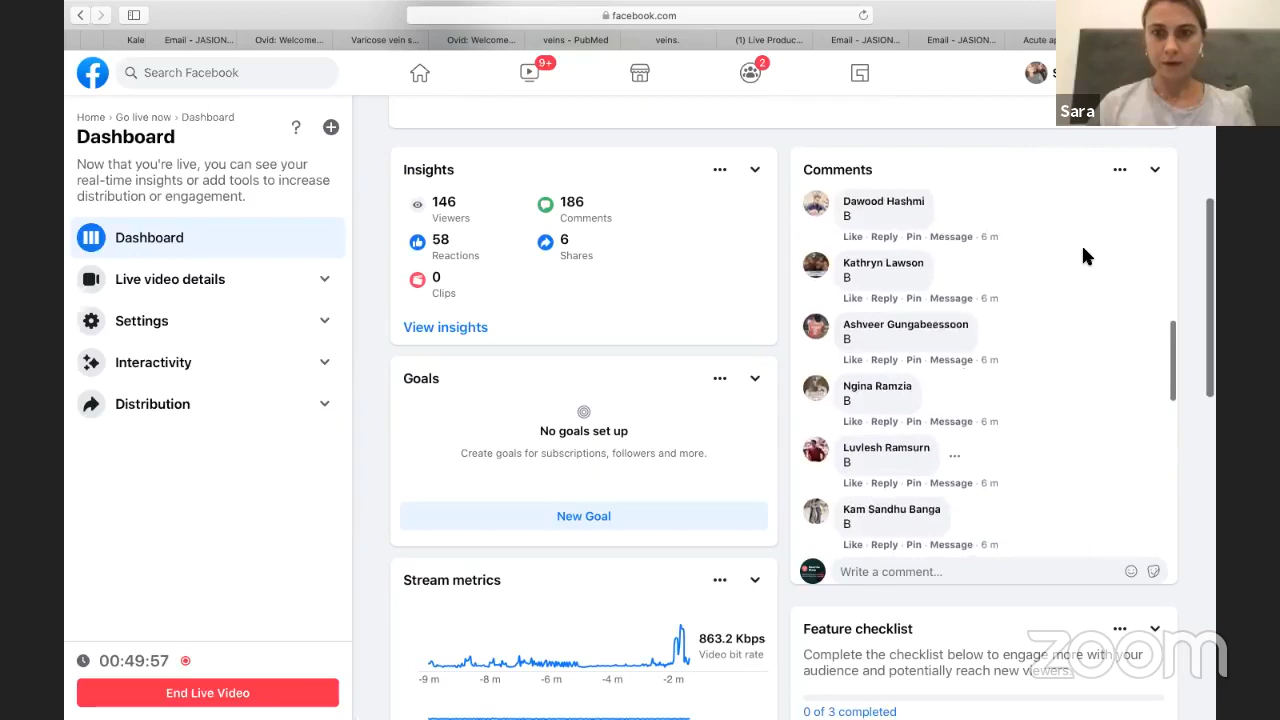 facebook.com
Kale
Email - JASION...
Ovid: Welcome...
Varicose vein s...
Ovid: Welcome...
veins - PubMed
veins.
(1) Live Produc...
Email - JASION...
Email - JASION...
Acute ap
Search Facebook
9+
2
S
Sara
Home › Go live now › Dashboard
Dashboard
?
Now that you're live, you can see your
real-time insights or add tools to increase
distribution or engagement.
Dashboard
Live video details
Settings
Interactivity
Distribution
00:49:57
End Live Video
Insights
146
Viewers
186
Comments
58
Reactions
6
Shares
0
Clips
View insights
Goals
No goals set up
Create goals for subscriptions, followers and more.
New Goal
Stream metrics
863.2 Kbps
Video bit rate
-9 m -8 m -6 m -4 m -2 m
Comments
Dawood Hashmi
B
Like · Reply · Pin · Message · 6 m
Kathryn Lawson
B
Like · Reply · Pin · Message · 6 m
Ashveer Gungabeessoon
B
Like · Reply · Pin · Message · 6 m
Ngina Ramzia
B
Like · Reply · Pin · Message · 6 m
Luvlesh Ramsurn
B
Like · Reply · Pin · Message · 6 m
Kam Sandhu Banga
B
Like · Reply · Pin · Message · 6 m
Write a comment...
Feature checklist
Complete the checklist below to engage more with your
audience and potentially reach new viewers.
0 of 3 completed
zoom